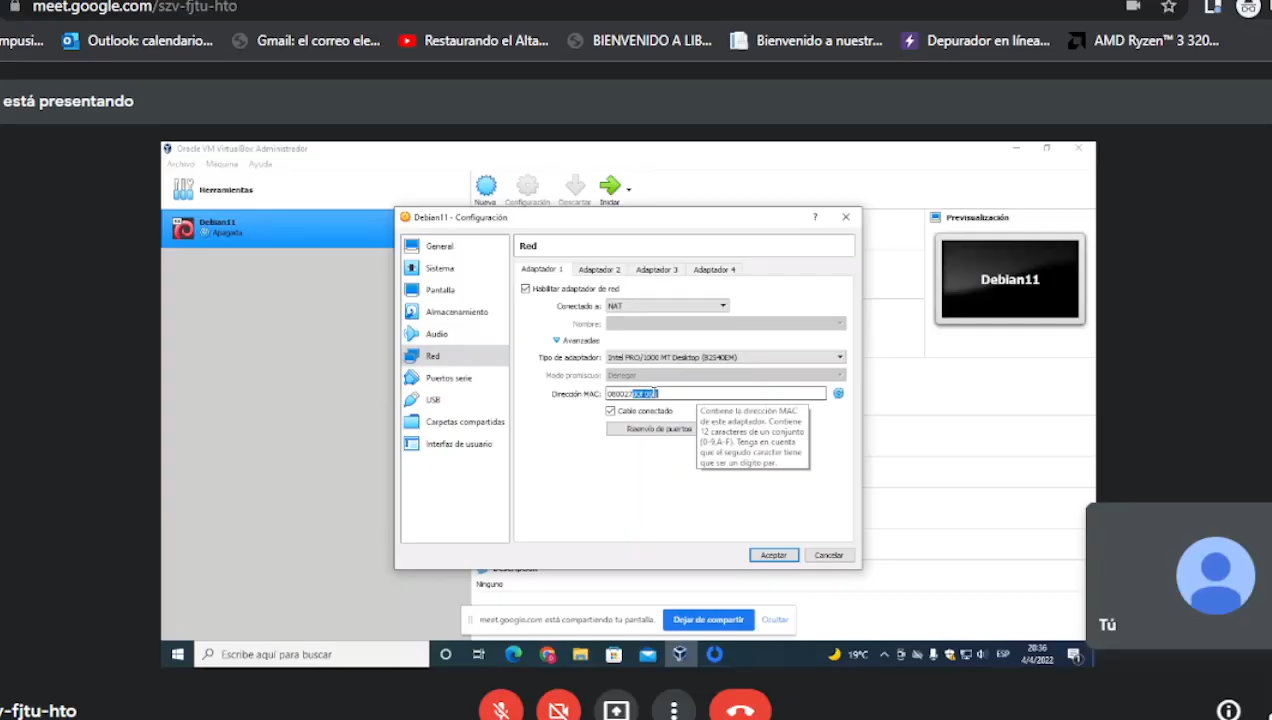 meet.google.com/szv-fjtu-hto
mpusi... Outlook: calendario... Gmail: el correo ele... Restaurando el Alta... BIENVENIDO A LIB... Bienvenido a nuestr... Depurador en línea... AMD Ryzen™ 3 320...
está presentando
Oracle VM VirtualBox Administrador
Archivo Máquina Ayuda
Herramientas
Nueva Configuración Descartar Iniciar
Debian11
Apagada
Debian11 - Configuración ?
Previsualización
Debian11
General
Sistema
Pantalla
Almacenamiento
Audio
Red
Puertos serie
USB
Carpetas compartidas
Interfaz de usuario
Red
Adaptador 1 Adaptador 2 Adaptador 3 Adaptador 4
Habilitar adaptador de red
Conectado a: NAT
Nombre:
Avanzadas
Tipo de adaptador: Intel PRO/1000 MT Desktop (82540EM)
Modo promiscuo: Denegar
Dirección MAC:
Cable conectado
Reenvío de puertos
Contiene la dirección MAC
de este adaptador. Contiene
12 caracteres de un conjunto
(0-9,A-F). Tenga en cuenta
que el segudo caracter tiene
que ser un dígito par.
Aceptar Cancelar
Ninguno
meet.google.com está compartiendo tu pantalla. Dejar de compartir Ocultar
Escribe aquí para buscar
19°C ESP
20:36
4/4/2022
1
Tú
v-fjtu-hto